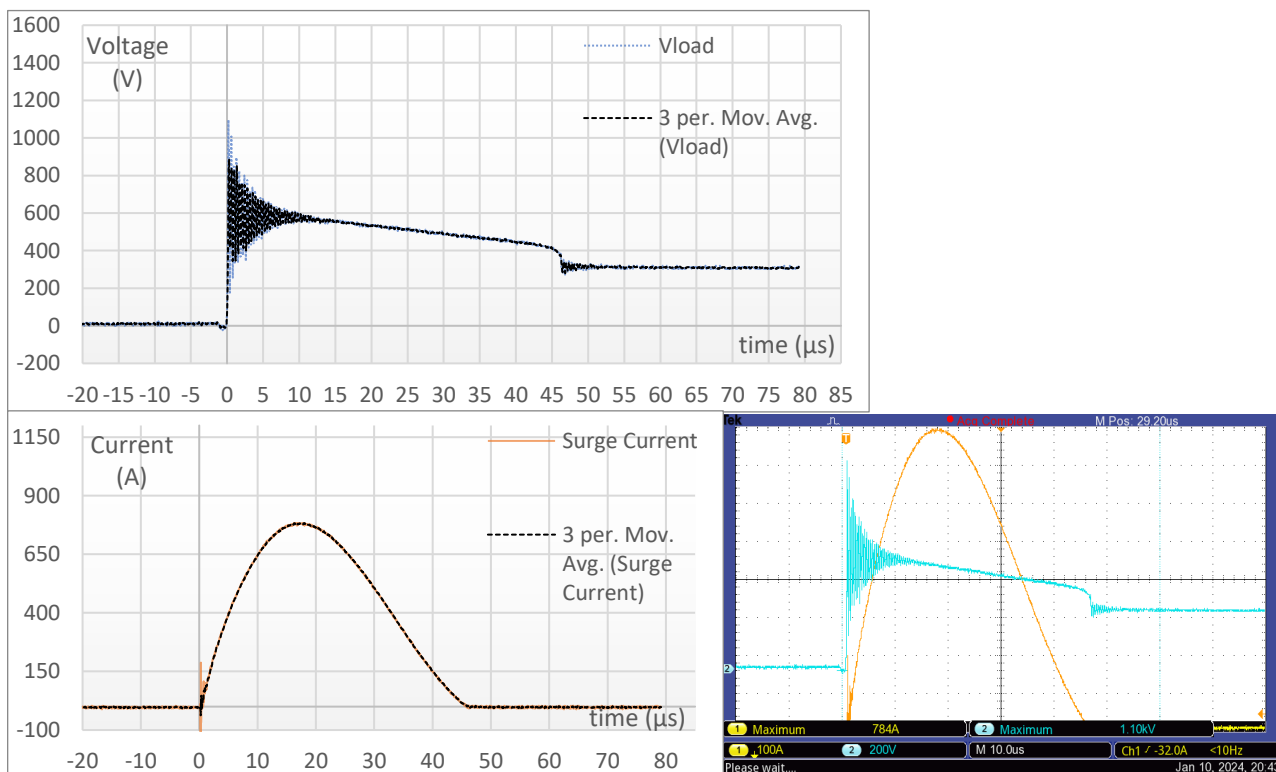 1600
1400
1200
1000
800
600
400
200
0
-200
Voltage
(V)
Vload
3 per. Mov. Avg.
(Vload)
time (μs)
-20 -15 -10 -5 0 5 10 15 20 25 30 35 40 45 50 55 60 65 70 75 80 85
1150
900
650
400
150
-100
Current
(A)
Surge Current
3 per. Mov.
Avg. (Surge
Current)
time (μs)
-20 -10 0 10 20 30 40 50 60 70 80
Tek
M Pos: 29.20us
T
2
1 Maximum 784A 2 Maximum 1.10kV
1 100A 2 200V M 10.0us Ch1 -32.0A <10Hz
Please wait.... Jan 10, 2024, 20:43